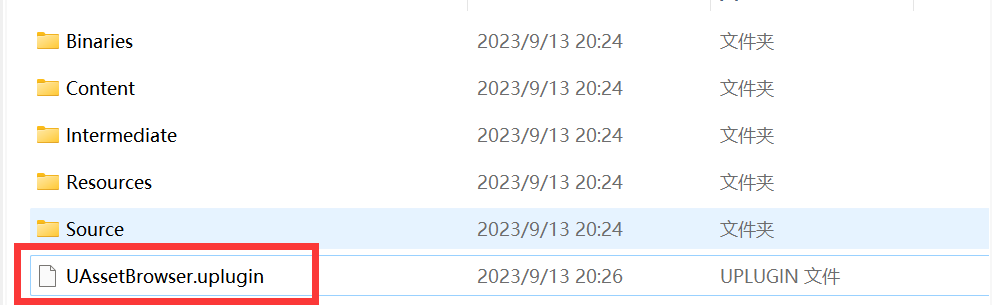 Binaries 2023/9/13 20:24 文件夹
Content 2023/9/13 20:24 文件夹
Intermediate 2023/9/13 20:24 文件夹
Resources 2023/9/13 20:24 文件夹
Source 2023/9/13 20:24 文件夹
UAssetBrowser.uplugin 2023/9/13 20:26 UPLUGIN 文件